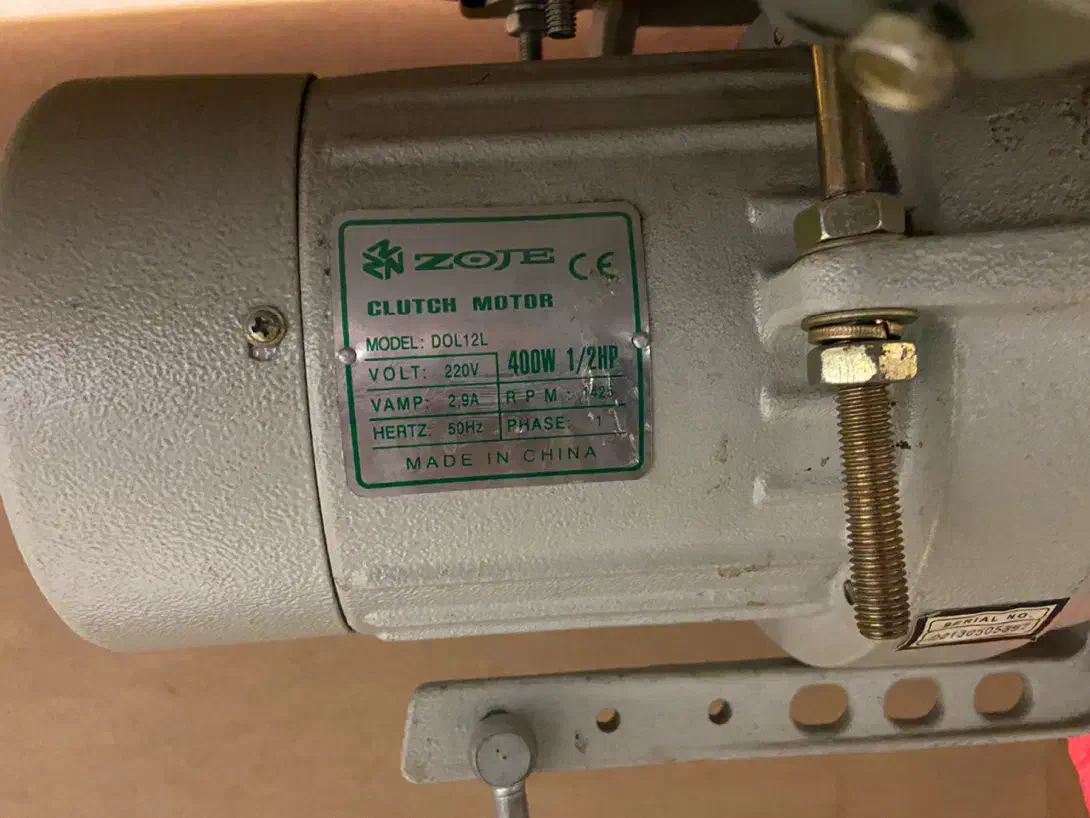 ZOJE CE
CLUTCH MOTOR
MODEL: DOL12L
VOLT: 220V
400W 1/2HP
VAMP: 2.9A
RPM: 1425
HERTZ: 50Hz
PHASE: 1
MADE IN CHINA
SERIAL NO.